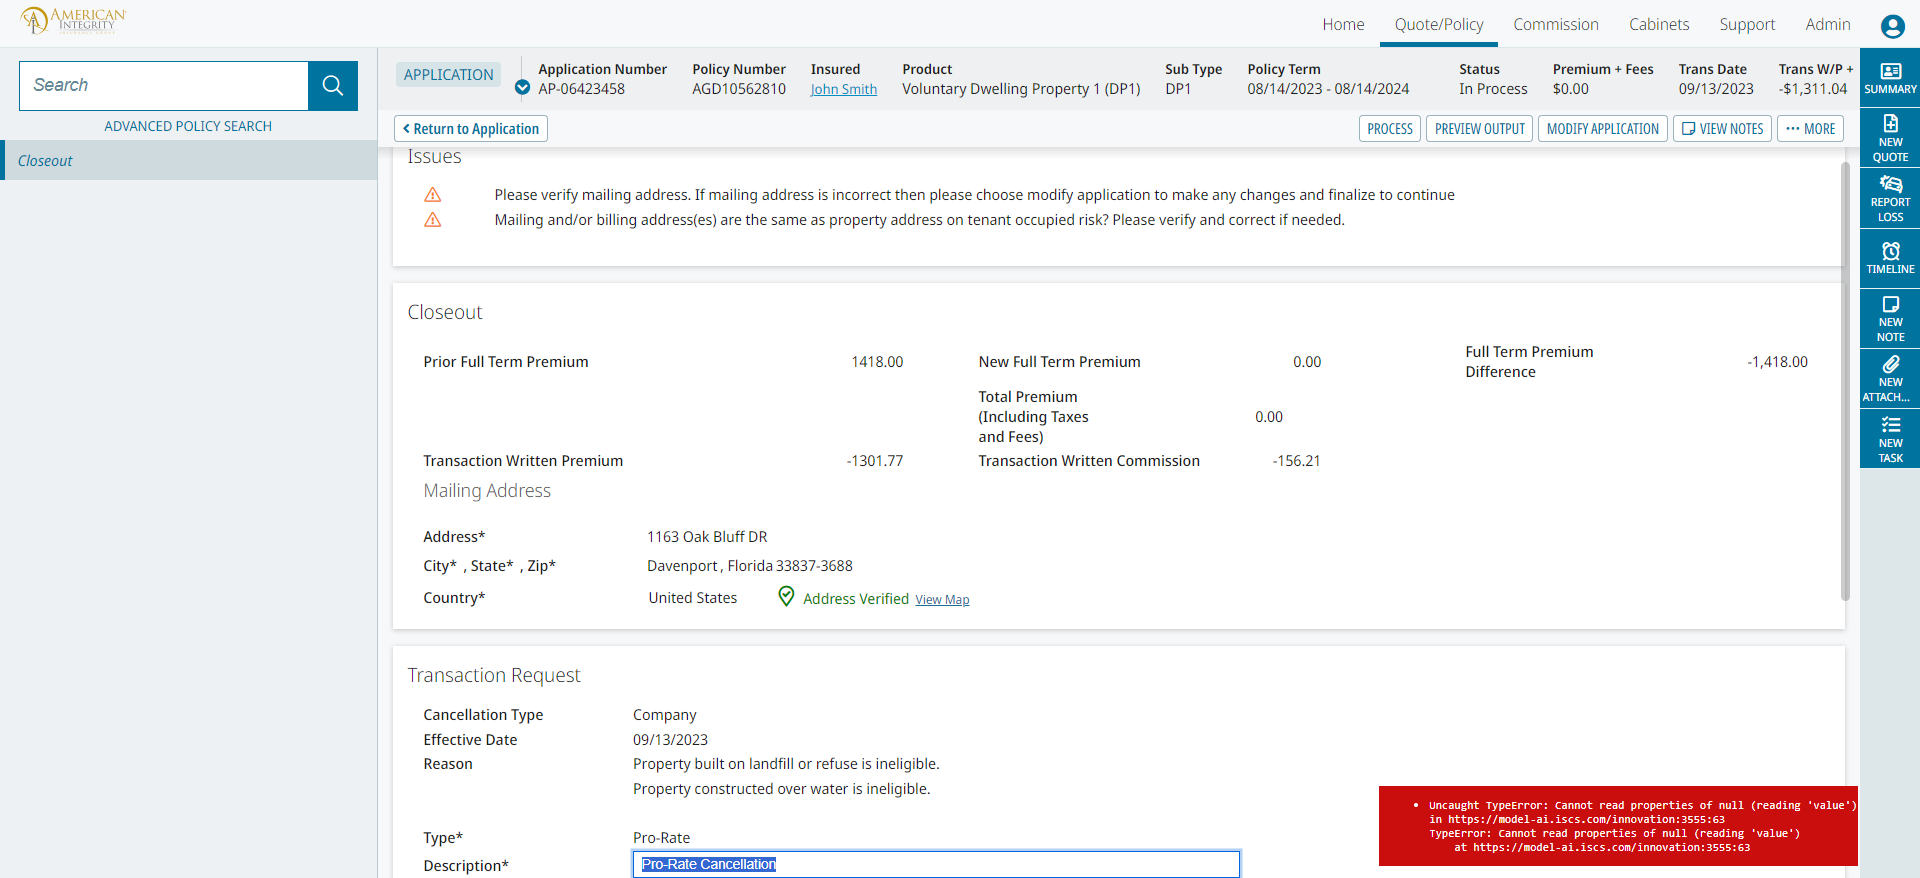 AMERICAN
INTEGRITY
Home
Quote/Policy
Commission
Cabinets
Support
Admin
Search
ADVANCED POLICY SEARCH
Closeout
APPLICATION
Application Number
AP-06423458
Policy Number
AGD10562810
Insured
John Smith
Product
Voluntary Dwelling Property 1 (DP1)
Sub Type
DP1
Policy Term
08/14/2023 - 08/14/2024
Status
In Process
Premium + Fees
$0.00
Trans Date
09/13/2023
Trans W/P +
-$1,311.04
Return to Application
PROCESS
PREVIEW OUTPUT
MODIFY APPLICATION
VIEW NOTES
MORE
SUMMARY
NEW
QUOTE
REPORT
LOSS
TIMELINE
NEW
NOTE
NEW
ATTACH...
NEW
TASK
Issues
Please verify mailing address. If mailing address is incorrect then please choose modify application to make any changes and finalize to continue
Mailing and/or billing address(es) are the same as property address on tenant occupied risk? Please verify and correct if needed.
Closeout
Prior Full Term Premium 1418.00
New Full Term Premium 0.00
Full Term Premium
Difference
-1,418.00
Total Premium
(Including Taxes
and Fees)
0.00
Transaction Written Premium -1301.77
Transaction Written Commission -156.21
Mailing Address
Address* 1163 Oak Bluff DR
City* , State* , Zip* Davenport , Florida 33837-3688
Country* United States Address Verified View Map
Transaction Request
Cancellation Type Company
Effective Date 09/13/2023
Reason Property built on landfill or refuse is ineligible.
Property constructed over water is ineligible.
Type* Pro-Rate
Description* Pro-Rate Cancellation
• Uncaught TypeError: Cannot read properties of null (reading 'value')
in https://model-ai.iscs.com/innovation:3555:63
TypeError: Cannot read properties of null (reading 'value')
at https://model-ai.iscs.com/innovation:3555:63